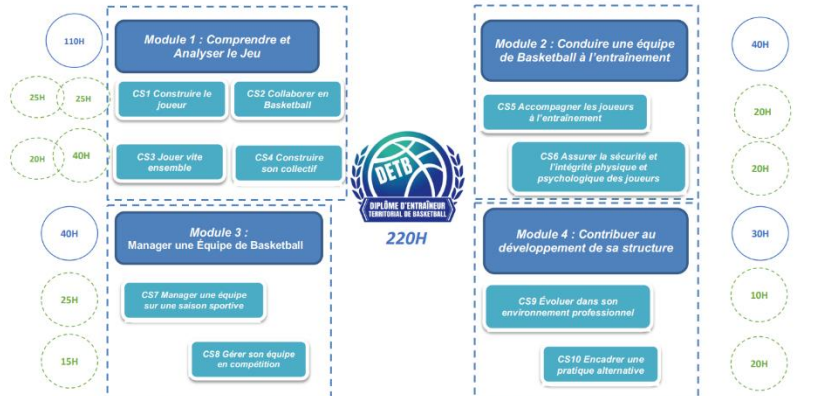 110H
Module 1 : Comprendre et
Analyser le Jeu
25H
25H
CS1 Construire le
joueur
CS2 Collaborer en
Basketball
20H
40H
CS3 Jouer vite
ensemble
CS4 Construire
son collectif
Module 2 : Conduire une équipe
de Basketball à l'entraînement
40H
CS5 Accompagner les joueurs
à l'entraînement
20H
CS6 Assurer la sécurité et
l'intégrité physique et
psychologique des joueurs
20H
DETB
DIPLÔME D'ENTRAÎNEUR
TERRITORIAL DE BASKETBALL
220H
40H
Module 3 :
Manager une Équipe de Basketball
25H
CS7 Manager une équipe
sur une saison sportive
15H
CS8 Gérer son équipe
en compétition
Module 4 : Contribuer au
développement de sa structure
30H
CS9 Évoluer dans son
environnement professionnel
10H
CS10 Encadrer une
pratique alternative
20H